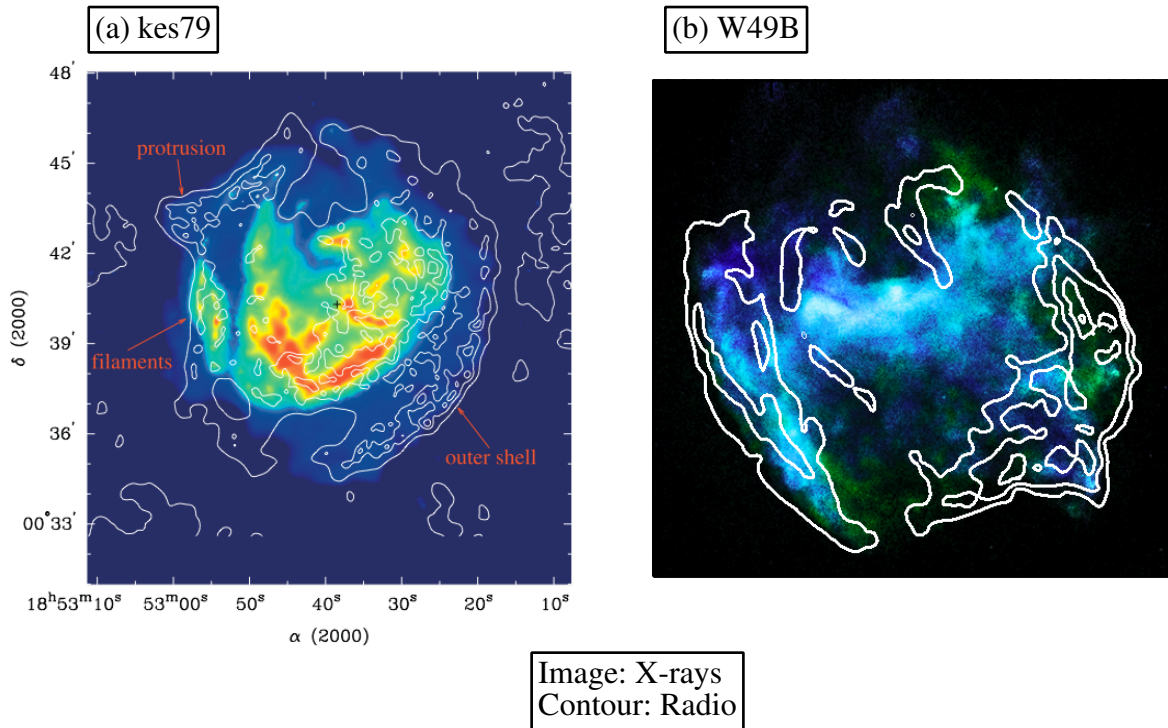 (a) kes79
(b) W49B
48′
45′
42′
39′
36′
00°33′
δ (2000)
protrusion
filaments
outer shell
18ʰ53ᵐ10ˢ 53ᵐ00ˢ 50ˢ 40ˢ 30ˢ 20ˢ 10ˢ
α (2000)
Image: X-rays
Contour: Radio